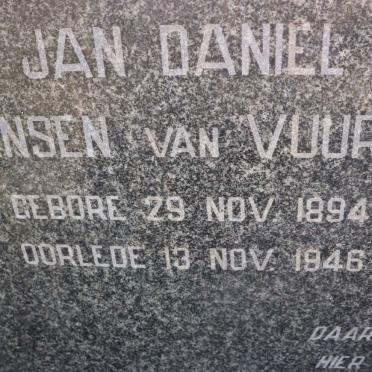 JAN DANIEL
NSEN VAN VUUR
GEBORE 29 NOV. 1894
OORLEDE 13 NOV. 1946
DAAR
HIER